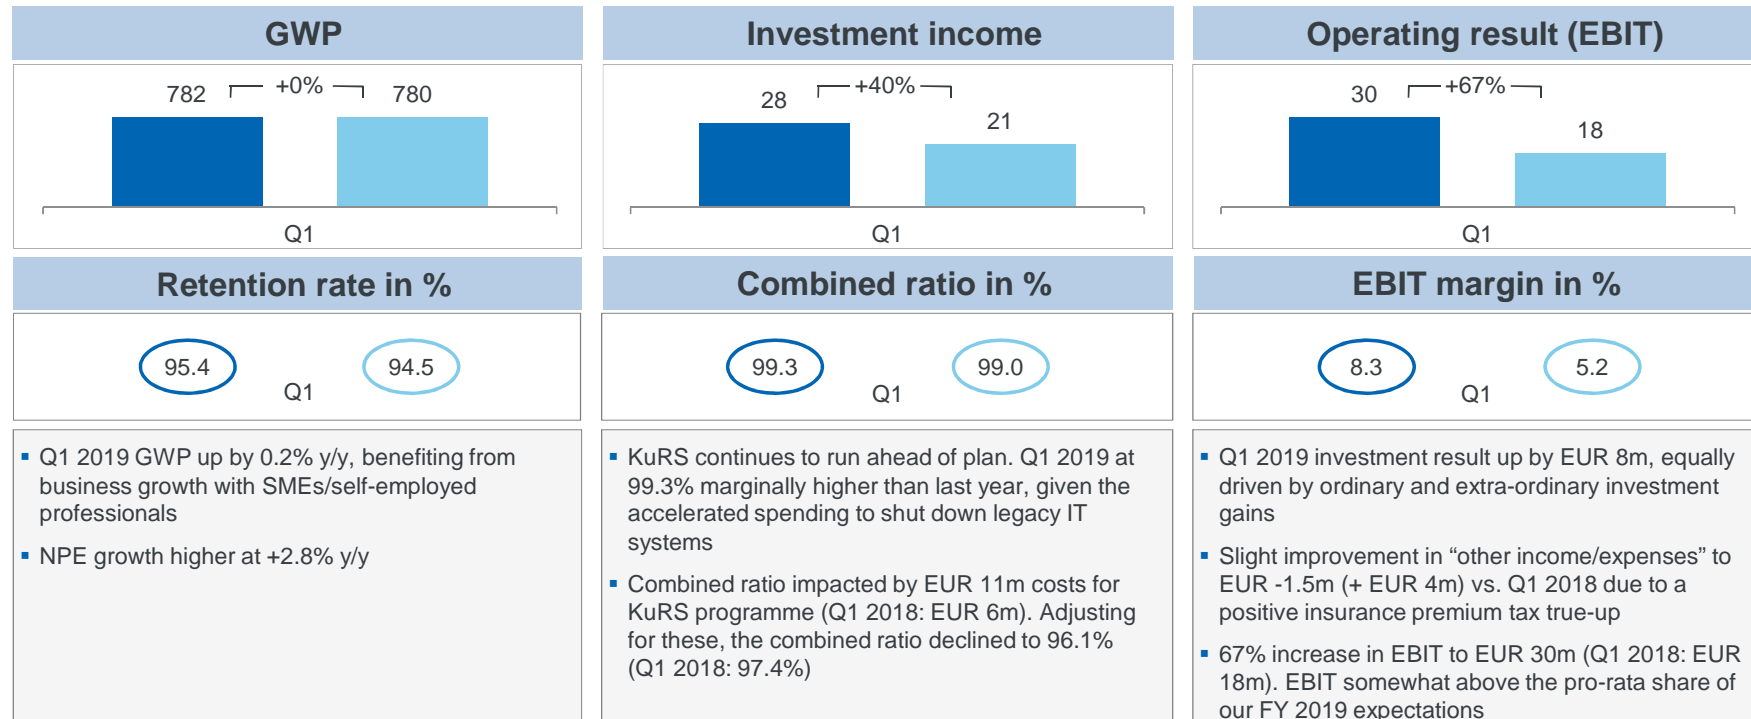 GWP
782
+0%
780
Q1
Investment income
28
+40%
21
Q1
Operating result (EBIT)
30
+67%
18
Q1
Retention rate in %
95.4
94.5
Q1
Combined ratio in %
99.3
99.0
Q1
EBIT margin in %
8.3
5.2
Q1
▪ Q1 2019 GWP up by 0.2% y/y, benefiting from
business growth with SMEs/self-employed
professionals
▪ NPE growth higher at +2.8% y/y
▪ KuRS continues to run ahead of plan. Q1 2019 at
99.3% marginally higher than last year, given the
accelerated spending to shut down legacy IT
systems
▪ Combined ratio impacted by EUR 11m costs for
KuRS programme (Q1 2018: EUR 6m). Adjusting
for these, the combined ratio declined to 96.1%
(Q1 2018: 97.4%)
▪ Q1 2019 investment result up by EUR 8m, equally
driven by ordinary and extra-ordinary investment
gains
▪ Slight improvement in “other income/expenses” to
EUR -1.5m (+ EUR 4m) vs. Q1 2018 due to a
positive insurance premium tax true-up
▪ 67% increase in EBIT to EUR 30m (Q1 2018: EUR
18m). EBIT somewhat above the pro-rata share of
our FY 2019 expectations